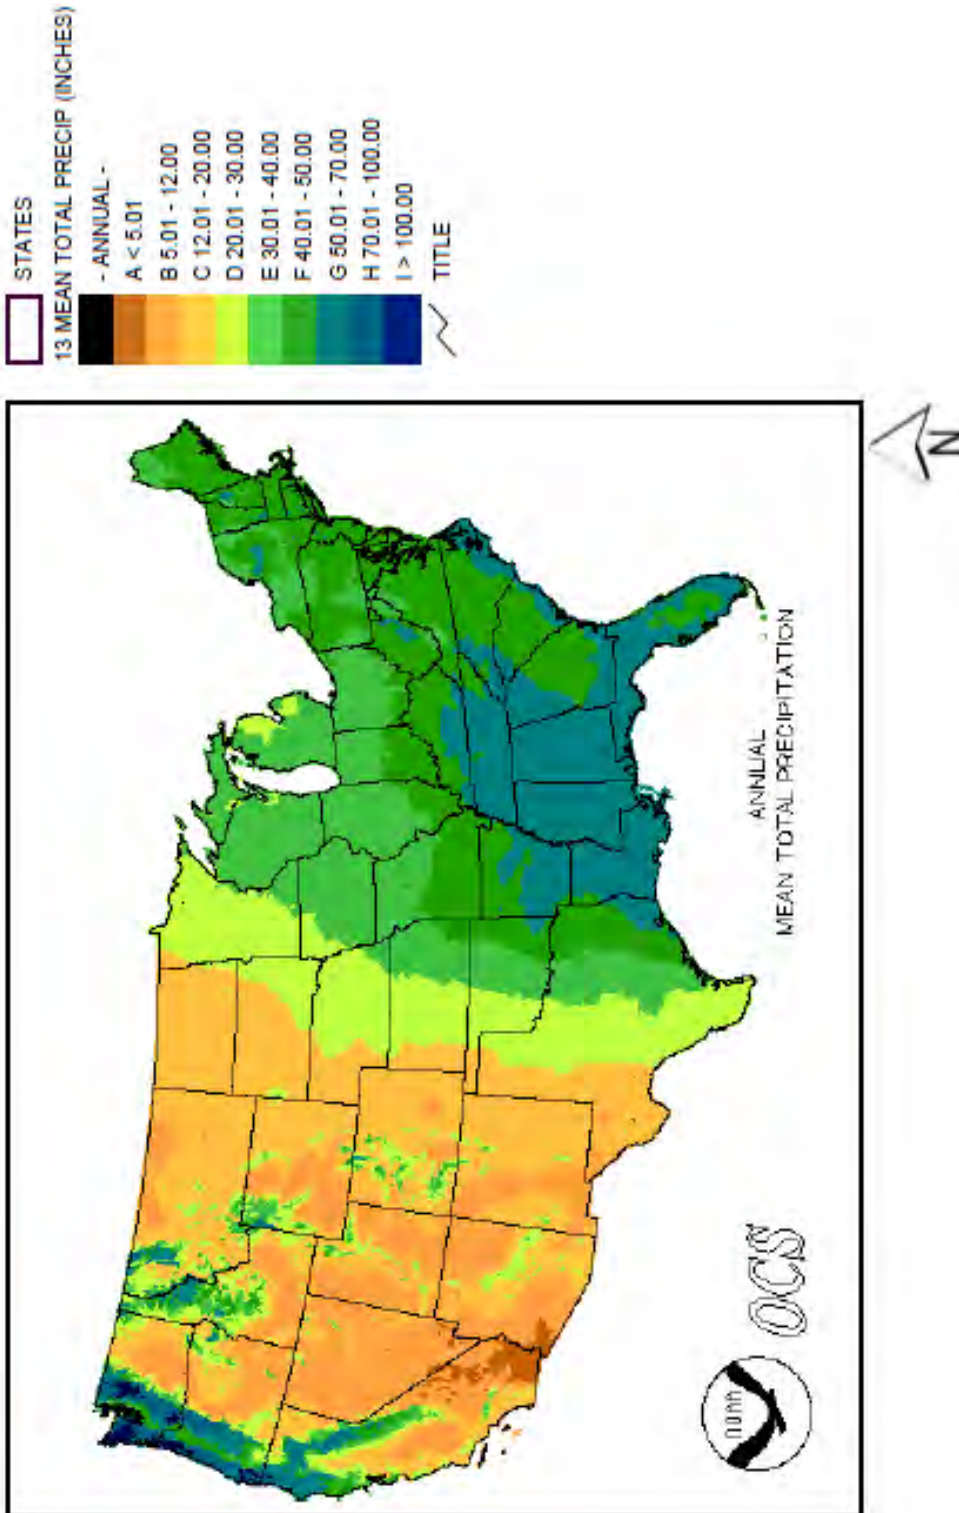 STATES
13 MEAN TOTAL PRECIP (INCHES)
- ANNUAL -
A < 5.01
B 5.01 - 12.00
C 12.01 - 20.00
D 20.01 - 30.00
E 30.01 - 40.00
F 40.01 - 50.00
G 50.01 - 70.00
H 70.01 - 100.00
I > 100.00
TITLE
N
ANNUAL
MEAN TOTAL PRECIPITATION
NOAA
OCS